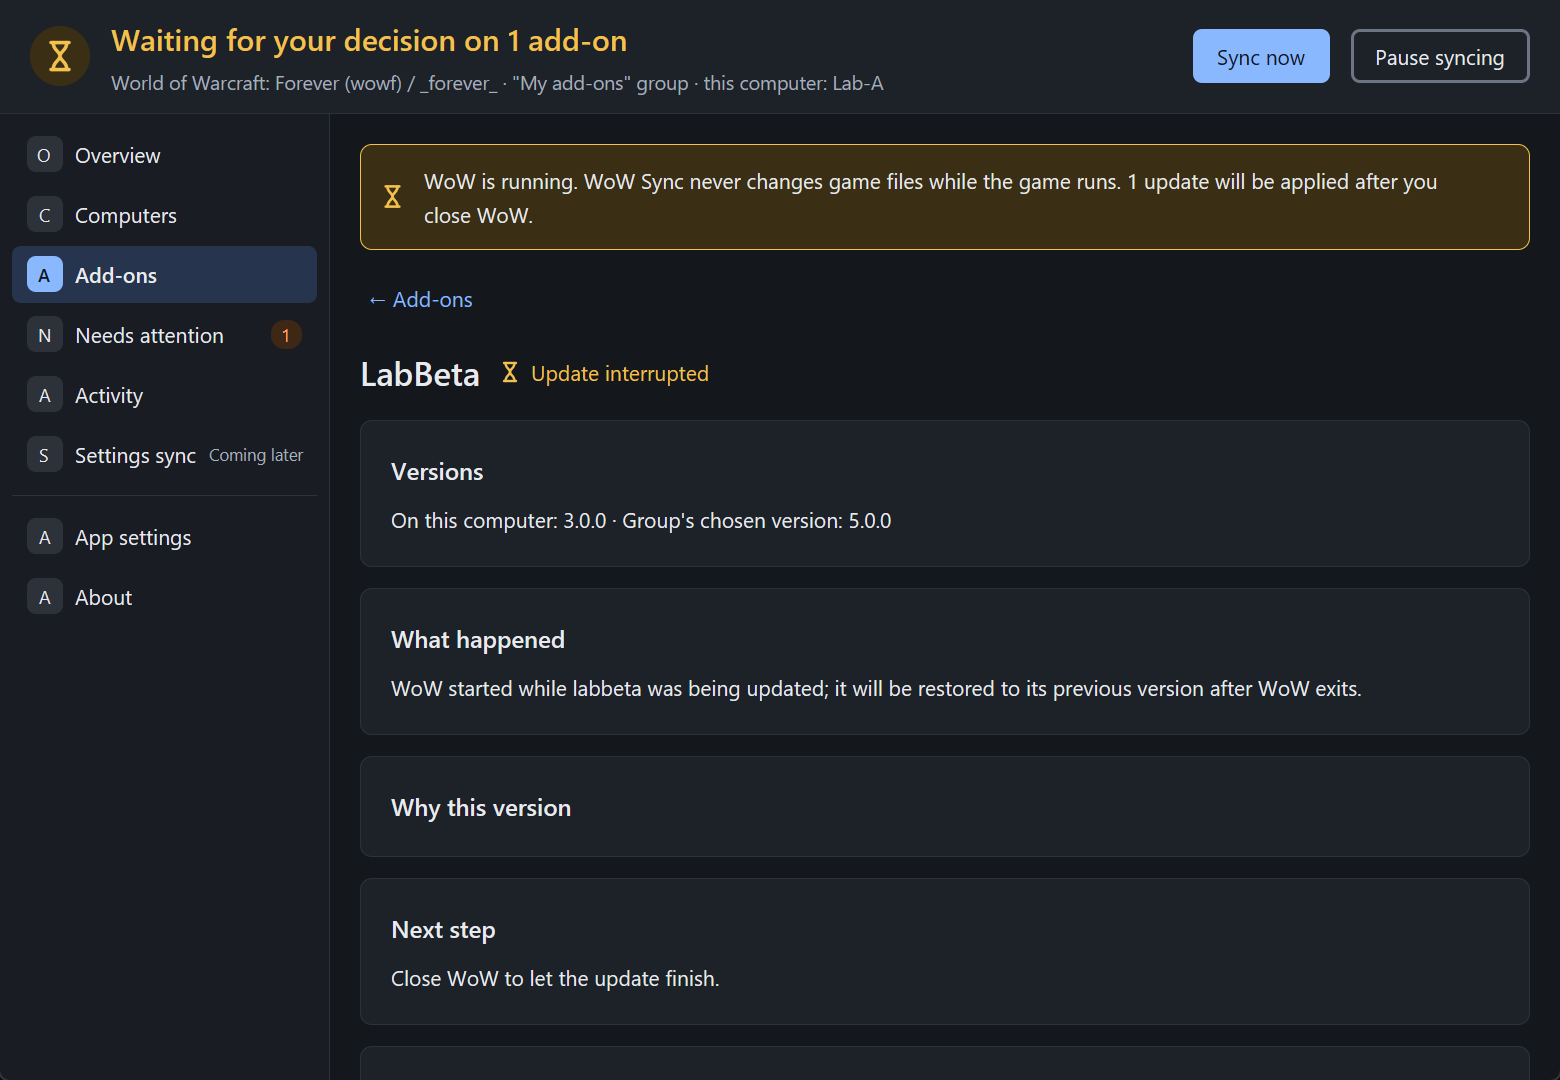 Waiting for your decision on 1 add-on
World of Warcraft: Forever (wowf) / _forever_ · "My add-ons" group · this computer: Lab-A
Sync now
Pause syncing
O Overview
C Computers
A Add-ons
N Needs attention 1
A Activity
S Settings sync Coming later
A App settings
A About
WoW is running. WoW Sync never changes game files while the game runs. 1 update will be applied after you
close WoW.
← Add-ons
LabBeta Update interrupted
Versions
On this computer: 3.0.0 · Group's chosen version: 5.0.0
What happened
WoW started while labbeta was being updated; it will be restored to its previous version after WoW exits.
Why this version
Next step
Close WoW to let the update finish.